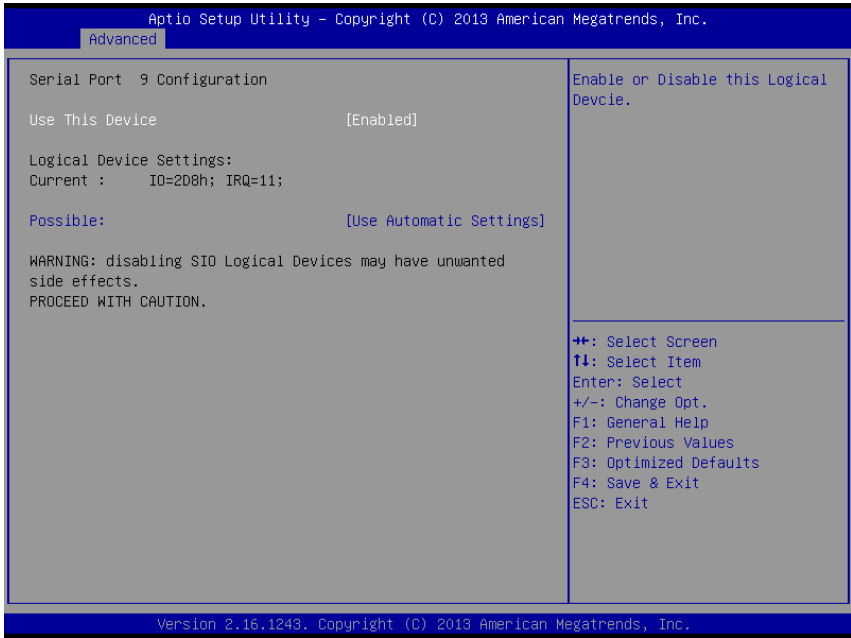 Aptio Setup Utility – Copyright (C) 2013 American Megatrends, Inc.
Advanced
Serial Port 9 Configuration
Use This Device [Enabled]
Logical Device Settings:
Current : IO=2D8h; IRQ=11;
Possible: [Use Automatic Settings]
WARNING: disabling SIO Logical Devices may have unwanted
side effects.
PROCEED WITH CAUTION.
Enable or Disable this Logical
Devcie.
→←: Select Screen
↑↓: Select Item
Enter: Select
+/-: Change Opt.
F1: General Help
F2: Previous Values
F3: Optimized Defaults
F4: Save & Exit
ESC: Exit
Version 2.16.1243. Copyright (C) 2013 American Megatrends, Inc.